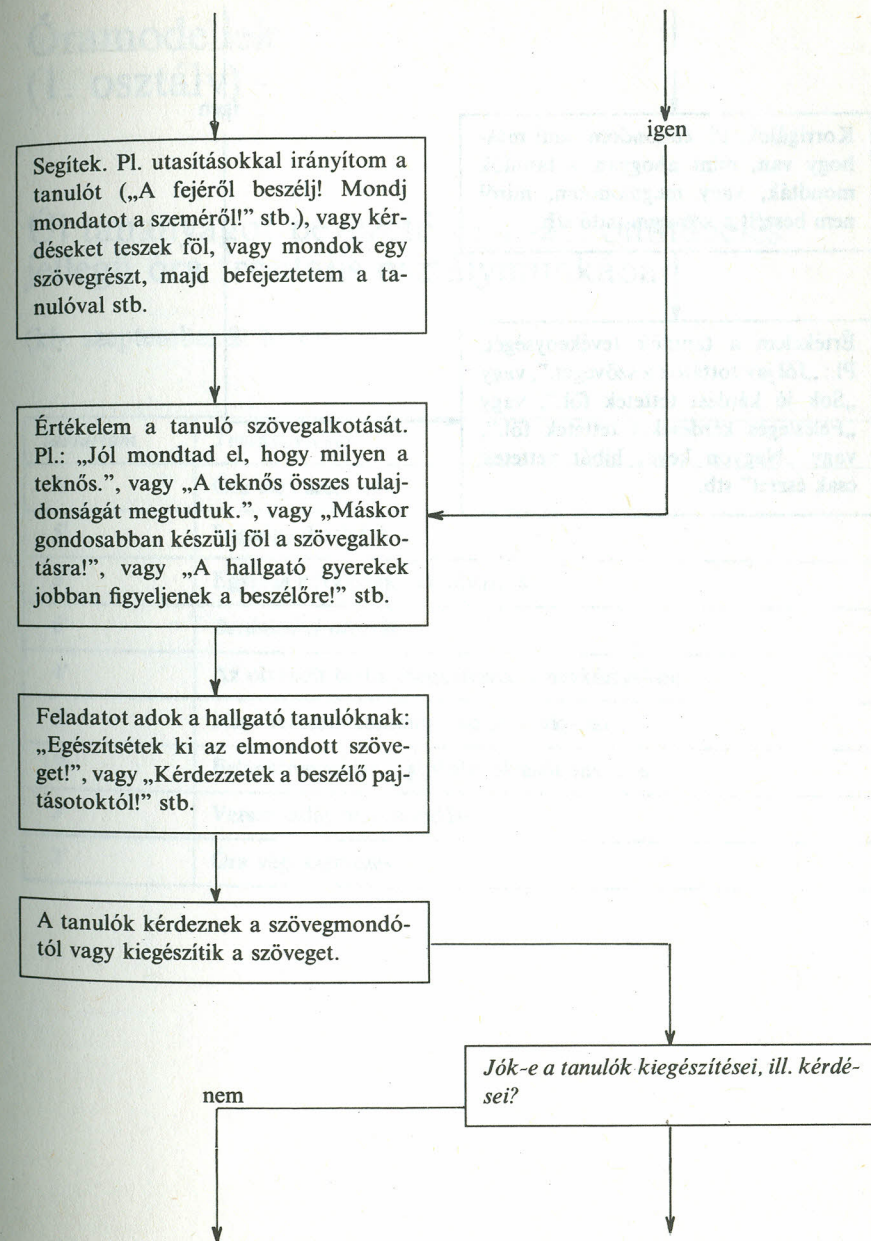 igen
Segítek. Pl. utasításokkal irányítom a
tanulót („A fejéről beszélj! Mondj
mondatot a szeméről!” stb.), vagy kér-
déseket teszek föl, vagy mondok egy
szövegrészt, majd befejeztetem a ta-
nulóval stb.
Értékelem a tanuló szövegalkotását.
Pl.: „Jól mondtad el, hogy milyen a
teknős.”, vagy „A teknős összes tulaj-
donságát megtudtuk.”, vagy „Máskor
gondosabban készülj föl a szövegalko-
tásra!”, vagy „A hallgató gyerekek
jobban figyeljenek a beszélőre!” stb.
Feladatot adok a hallgató tanulóknak:
„Egészítsétek ki az elmondott szöve-
get!”, vagy „Kérdezzetek a beszélő paj-
tásotoktól!” stb.
A tanulók kérdeznek a szövegmondó-
tól vagy kiegészítik a szöveget.
Jók-e a tanulók kiegészítései, ill. kérdé-
sei?
nem